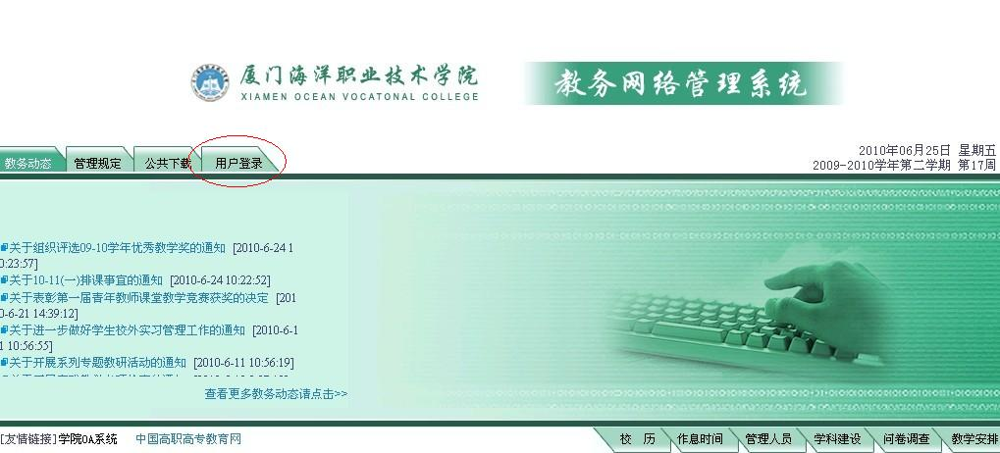 厦门海洋职业技术学院
XIAMEN OCEAN VOCATONAL COLLEGE
教务网络管理系统
教务动态 管理规定 公共下载 用户登录
2010年06月25日 星期五
2009-2010学年第二学期 第17周
关于组织评选09-10学年优秀教学奖的通知 [2010-6-24 1
0:23:57]
关于10-11(一)排课事宜的通知 [2010-6-24 10:22:52]
关于表彰第一届青年教师课堂教学竞赛获奖的决定 [201
0-6-21 14:39:12]
关于进一步做好学生校外实习管理工作的通知 [2010-6-1
1 10:56:55]
关于开展系列专题教研活动的通知 [2010-6-11 10:56:19]
查看更多教务动态请点击>>
[友情链接]学院OA系统 中国高职高专教育网
校 历 作息时间 管理人员 学科建设 问卷调查 教学安排